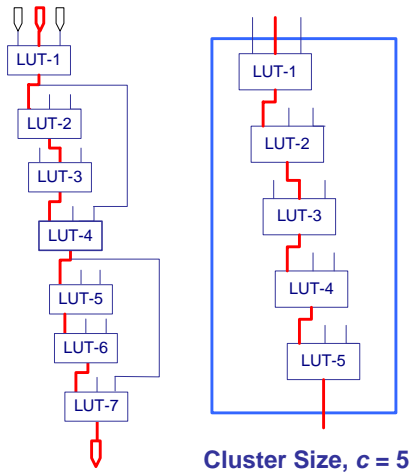 LUT-1
LUT-2
LUT-3
LUT-4
LUT-5
LUT-6
LUT-7
LUT-1
LUT-2
LUT-3
LUT-4
LUT-5
Cluster Size, c = 5